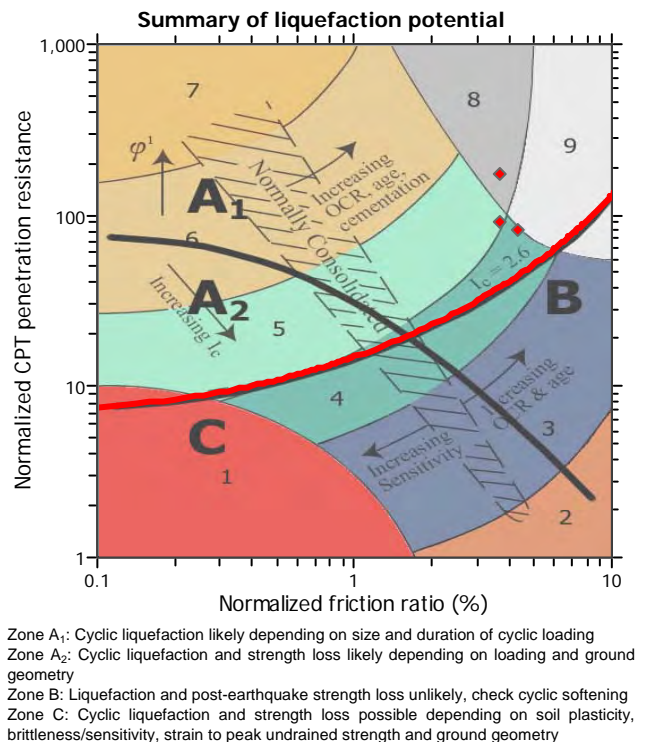 Summary of liquefaction potential
1,000
7
8
9
φ¹
Increasing
OCR, age,
cementation
Normally Consolidated
A₁
100
6
I꜀ = 2.6
A₂
B
Increasing I꜀
5
10
4
Increasing
OCR & age
C
3
Increasing
Sensitivity
1
2
1
0.1
1
10
Normalized CPT penetration resistance
Normalized friction ratio (%)
Zone A₁: Cyclic liquefaction likely depending on size and duration of cyclic loading
Zone A₂: Cyclic liquefaction and strength loss likely depending on loading and ground
geometry
Zone B: Liquefaction and post-earthquake strength loss unlikely, check cyclic softening
Zone C: Cyclic liquefaction and strength loss possible depending on soil plasticity,
brittleness/sensitivity, strain to peak undrained strength and ground geometry